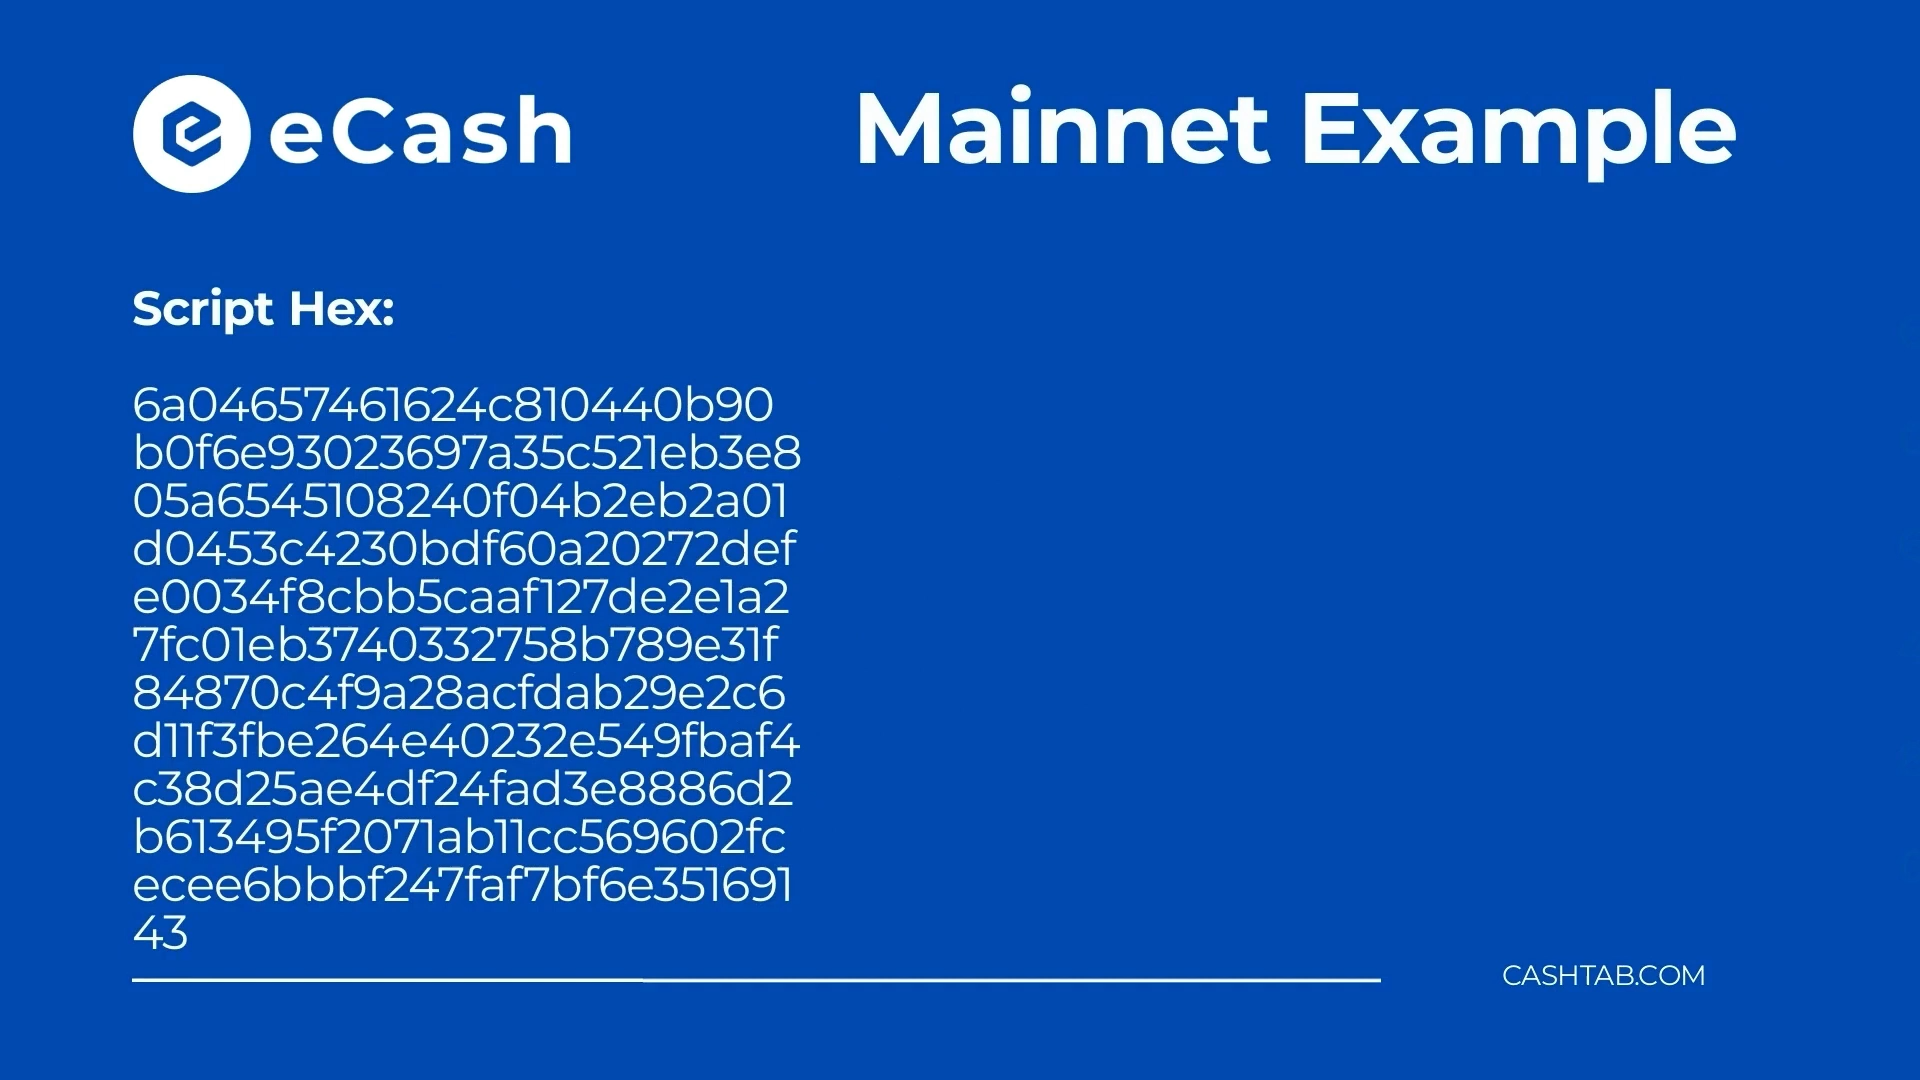 eCash
Mainnet Example
Script Hex:
6a04657461624c810440b90
b0f6e93023697a35c521eb3e8
05a6545108240f04b2eb2a01
d0453c4230bdf60a20272def
e0034f8cbb5caaf127de2e1a2
7fc01eb3740332758b789e31f
84870c4f9a28acfdab29e2c6
d11f3fbe264e40232e549fbaf4
c38d25ae4df24fad3e8886d2
b613495f2071ab11cc569602fc
ecee6bbbf247faf7bf6e351691
43
CASHTAB.COM